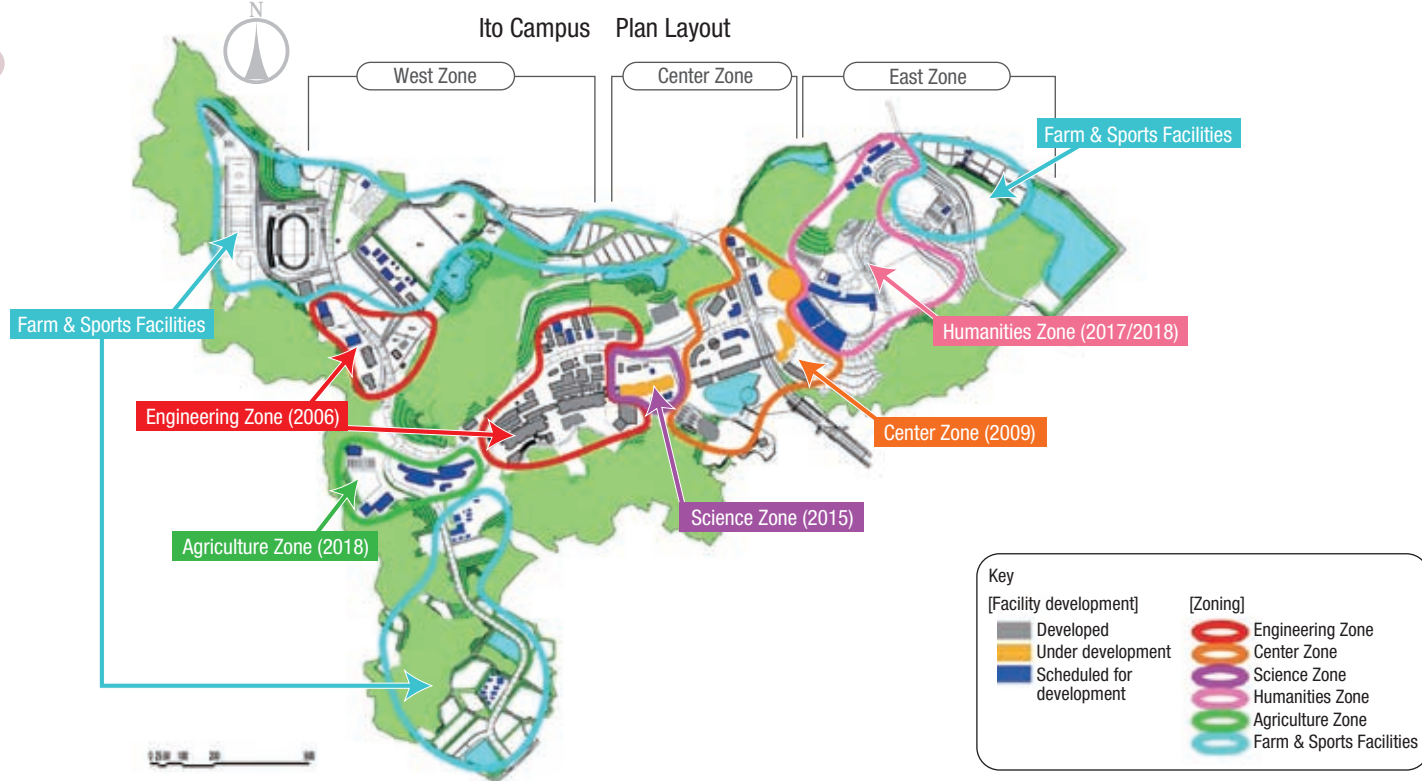 N
Ito Campus Plan Layout
West Zone
Center Zone
East Zone
Farm & Sports Facilities
Farm & Sports Facilities
Humanities Zone (2017/2018)
Engineering Zone (2006)
Center Zone (2009)
Science Zone (2015)
Agriculture Zone (2018)
Key
[Facility development]
Developed
Under development
Scheduled for
development
[Zoning]
Engineering Zone
Center Zone
Science Zone
Humanities Zone
Agriculture Zone
Farm & Sports Facilities